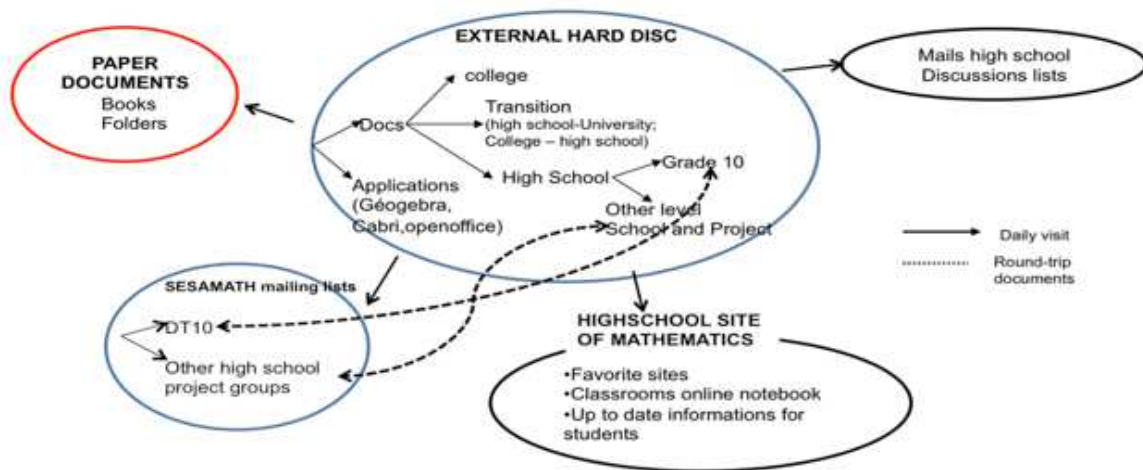 PAPER
DOCUMENTS
Books
Folders
EXTERNAL HARD DISC
college
Docs
Transition
(high school-University;
College – high school)
High School
Grade 10
Other level
School and Project
Applications
(Géogebra,
Cabri,openoffice)
Mails high school
Discussions lists
Daily visit
Round-trip
documents
SESAMATH mailing lists
DT10
Other high school
project groups
HIGHSCHOOL SITE
OF MATHEMATICS
•Favorite sites
•Classrooms online notebook
•Up to date informations for
students